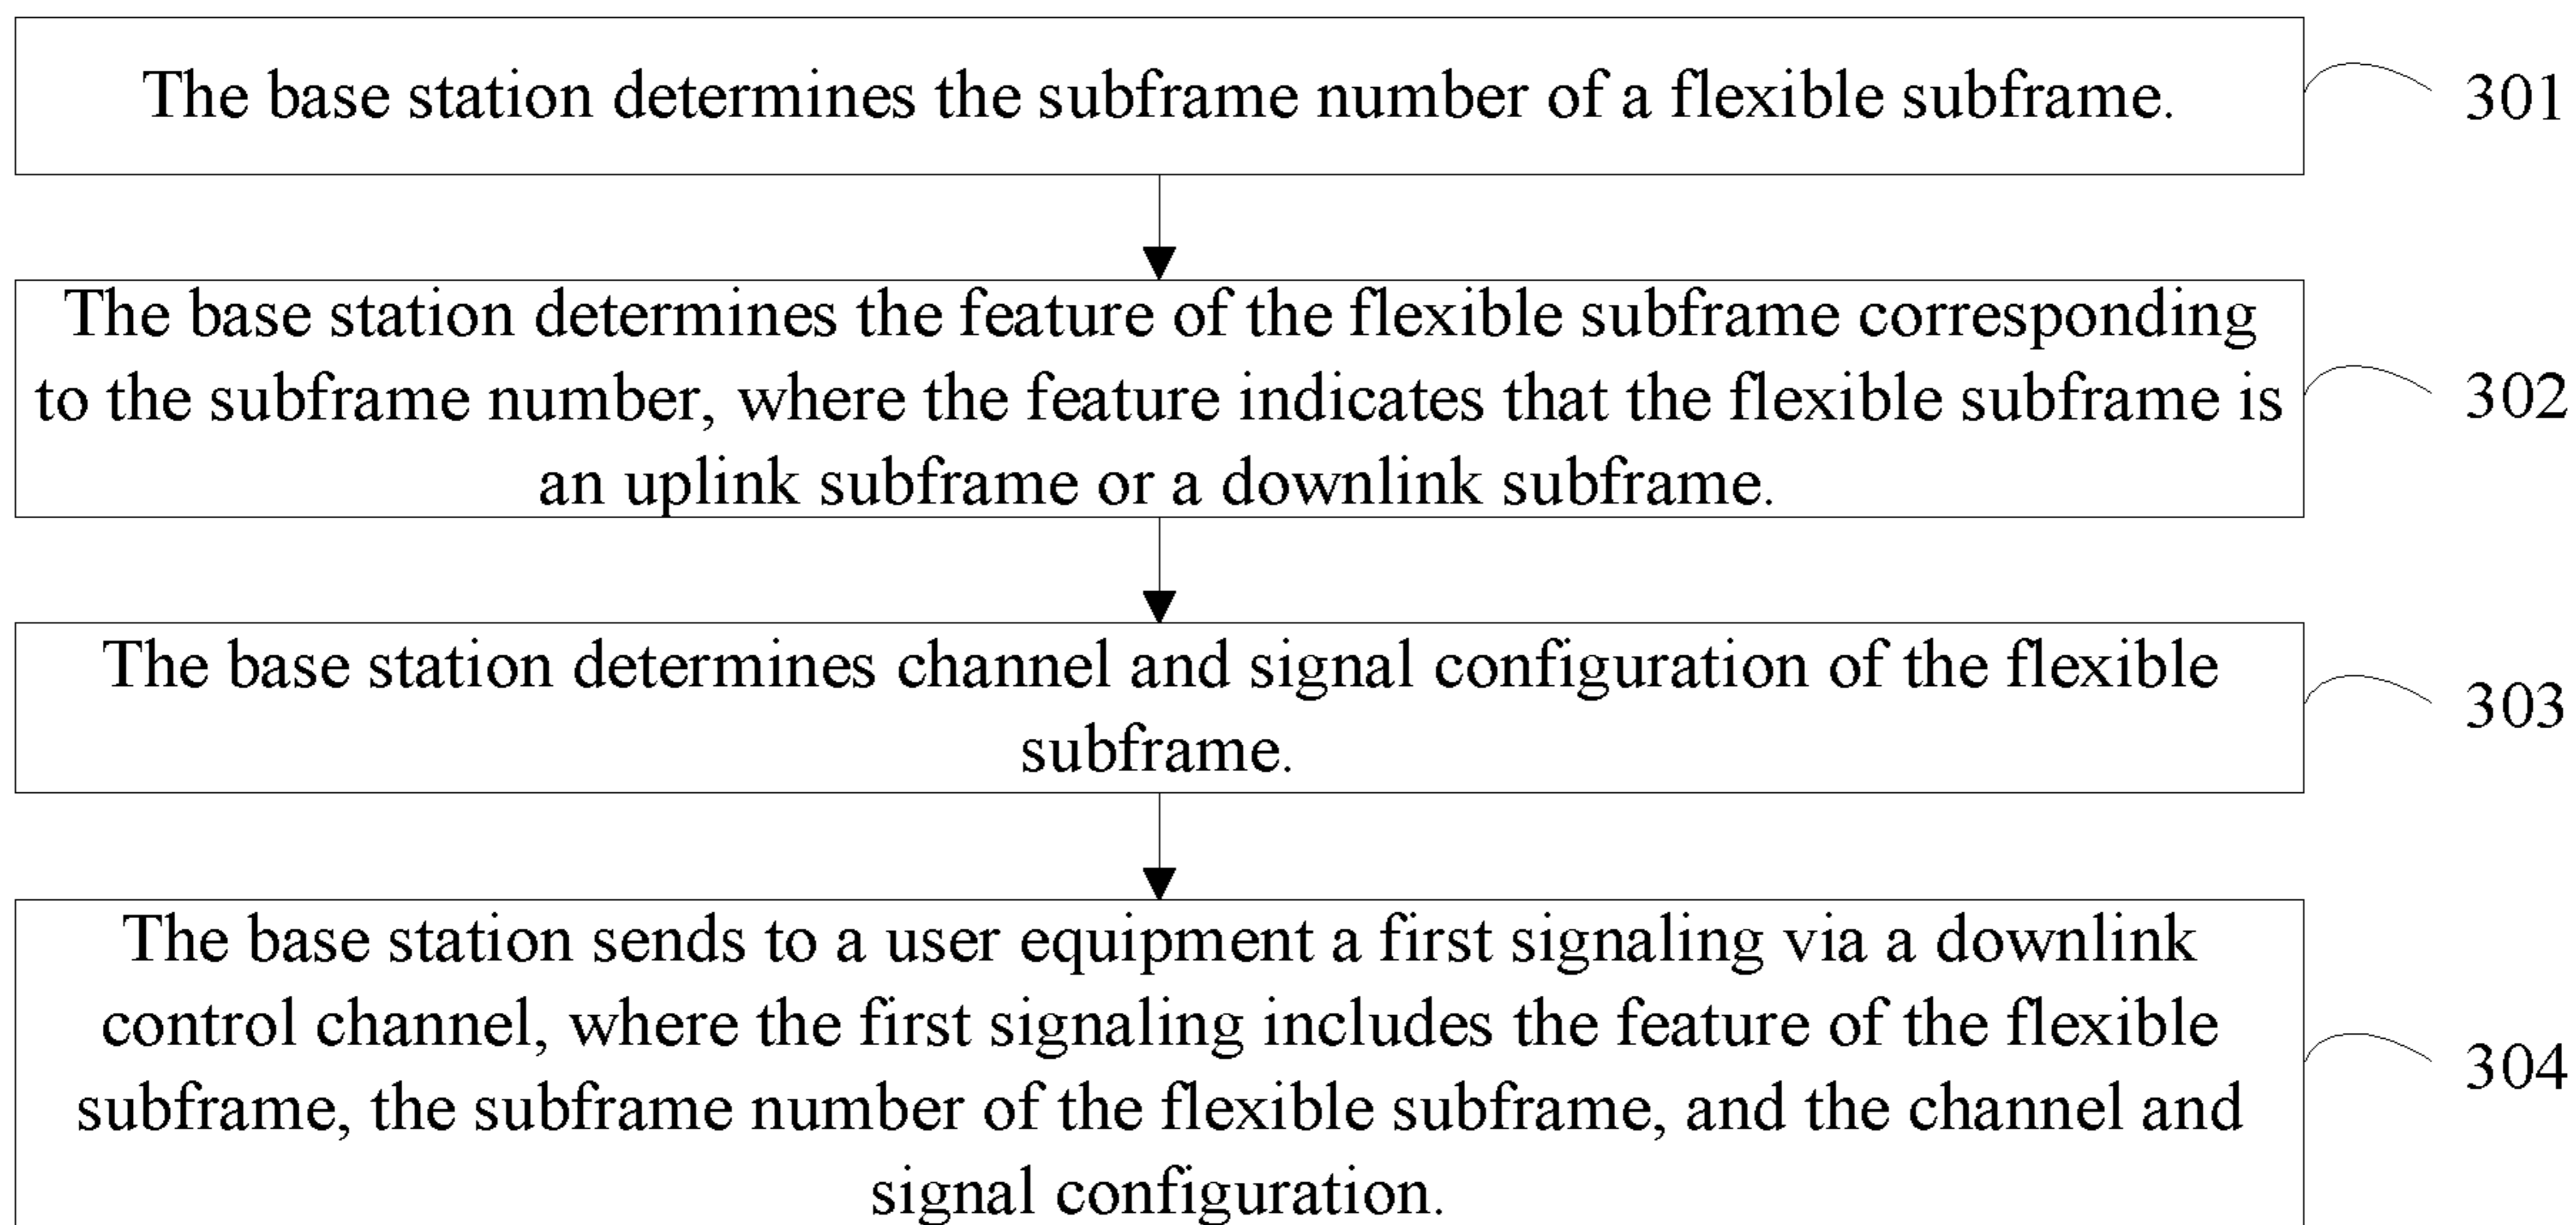 The base station determines the subframe number of a flexible subframe.
301
The base station determines the feature of the flexible subframe corresponding
to the subframe number, where the feature indicates that the flexible subframe is
an uplink subframe or a downlink subframe.
302
The base station determines channel and signal configuration of the flexible
subframe.
303
The base station sends to a user equipment a first signaling via a downlink
control channel, where the first signaling includes the feature of the flexible
subframe, the subframe number of the flexible subframe, and the channel and
signal configuration.
304